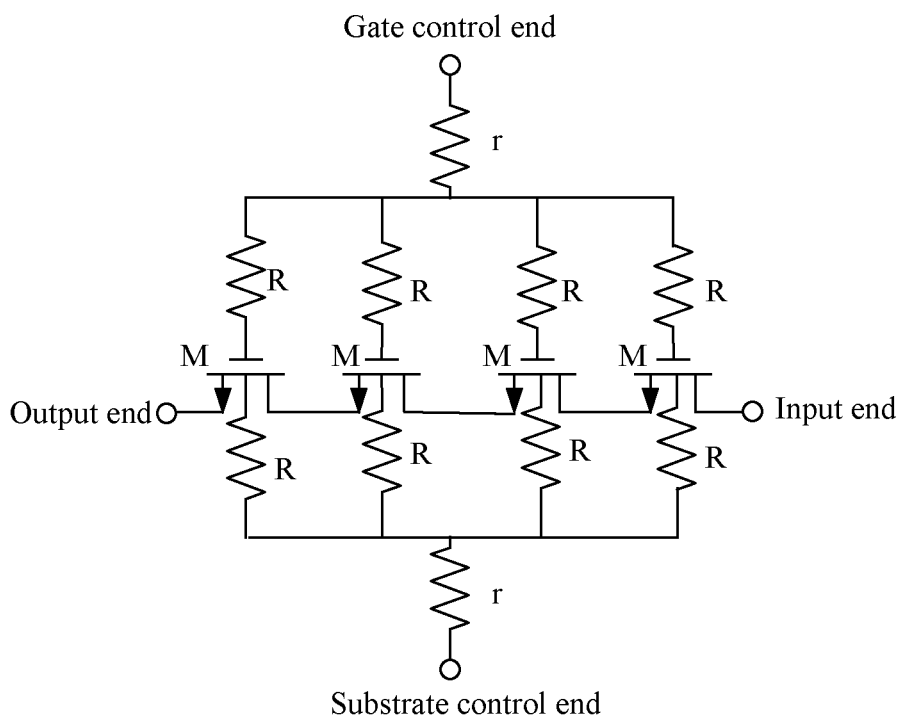 Gate control end
r
R
R
R
R
M
M
M
M
Output end
Input end
R
R
R
R
r
Substrate control end